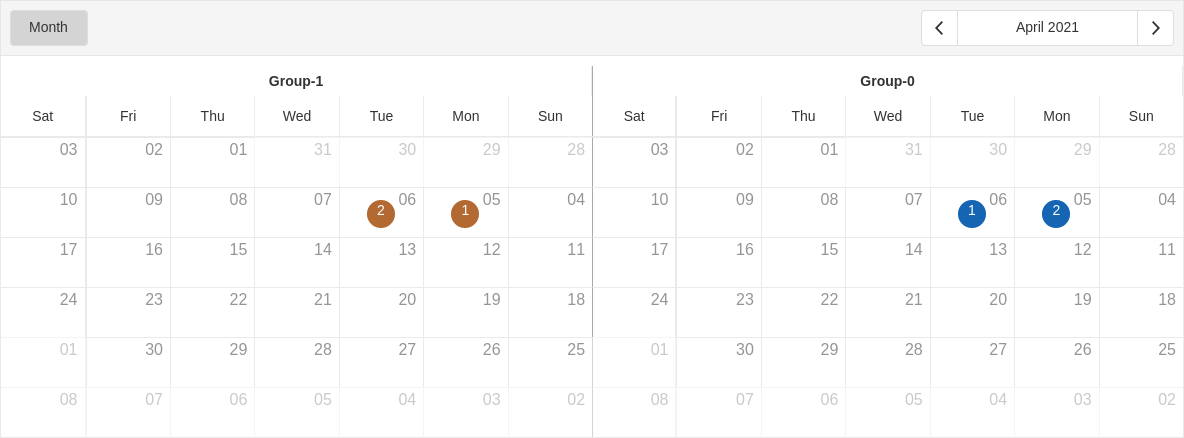 Month
April 2021
Group-1 Group-0
Sat Fri Thu Wed Tue Mon Sun Sat Fri Thu Wed Tue Mon Sun
03 02 01 31 30 29 28 03 02 01 31 30 29 28
10 09 08 07 2 06 1 05 04 10 09 08 07 1 06 2 05 04
17 16 15 14 13 12 11 17 16 15 14 13 12 11
24 23 22 21 20 19 18 24 23 22 21 20 19 18
01 30 29 28 27 26 25 01 30 29 28 27 26 25
08 07 06 05 04 03 02 08 07 06 05 04 03 02